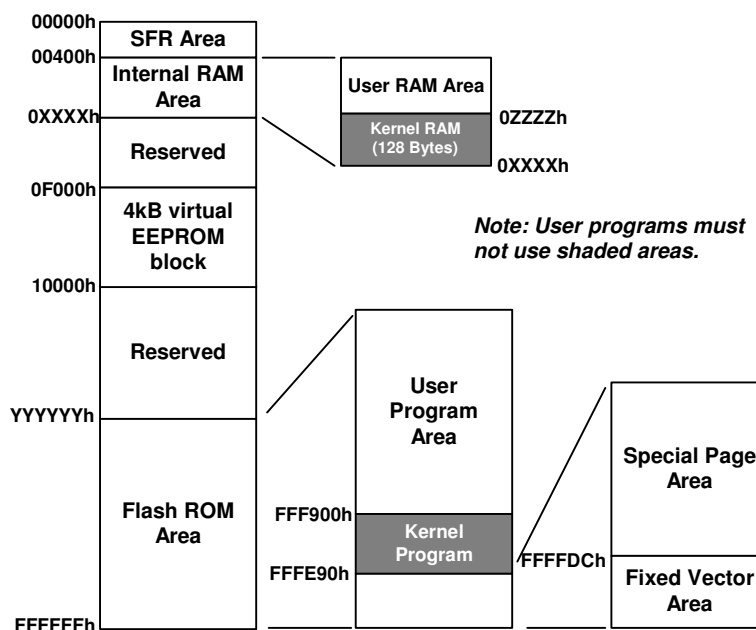 00000h
SFR Area
00400h
Internal RAM
Area
0XXXXh
Reserved
0F000h
4kB virtual
EEPROM
block
10000h
Reserved
YYYYYYh
Flash ROM
Area
FFFFFFh
User RAM Area
0ZZZZh
Kernel RAM
(128 Bytes)
0XXXXh
Note: User programs must
not use shaded areas.
User
Program
Area
FFF900h
Kernel
Program
FFFE90h
Special Page
Area
FFFFDCh
Fixed Vector
Area